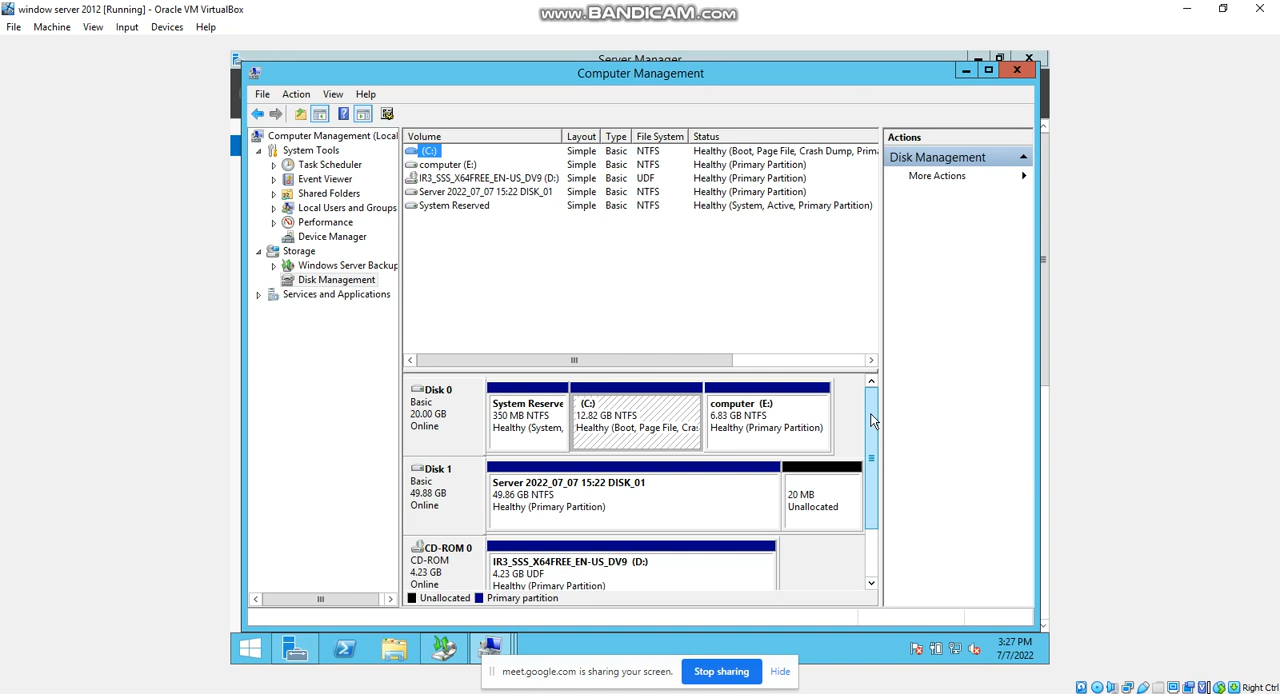 window server 2012 [Running] - Oracle VM VirtualBox
www.BANDICAM.com
File Machine View Input Devices Help
Server Manager
Computer Management
File Action View Help
Computer Management (Local
System Tools
Task Scheduler
Event Viewer
Shared Folders
Local Users and Groups
Performance
Device Manager
Storage
Windows Server Backup
Disk Management
Services and Applications
Volume Layout Type File System Status
(C:) Simple Basic NTFS Healthy (Boot, Page File, Crash Dump, Prima
computer (E:) Simple Basic NTFS Healthy (Primary Partition)
IR3_SSS_X64FREE_EN-US_DV9 (D:) Simple Basic UDF Healthy (Primary Partition)
Server 2022_07_07 15:22 DISK_01 Simple Basic NTFS Healthy (Primary Partition)
System Reserved Simple Basic NTFS Healthy (System, Active, Primary Partition)
Actions
Disk Management
More Actions
Disk 0
Basic
20.00 GB
Online
System Reserve
350 MB NTFS
Healthy (System,
(C:)
12.82 GB NTFS
Healthy (Boot, Page File, Cras
computer (E:)
6.83 GB NTFS
Healthy (Primary Partition)
Disk 1
Basic
49.88 GB
Online
Server 2022_07_07 15:22 DISK_01
49.86 GB NTFS
Healthy (Primary Partition)
20 MB
Unallocated
CD-ROM 0
CD-ROM
4.23 GB
Online
IR3_SSS_X64FREE_EN-US_DV9 (D:)
4.23 GB UDF
Healthy (Primary Partition)
Unallocated Primary partition
3:27 PM
7/7/2022
meet.google.com is sharing your screen. Stop sharing Hide
Right Ctrl